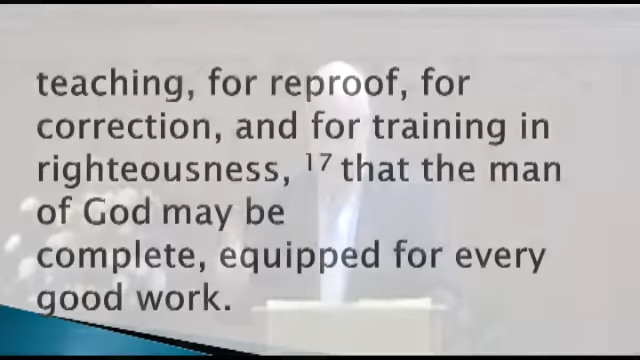 teaching, for reproof, for
correction, and for training in
righteousness, ¹⁷ that the man
of God may be
complete, equipped for every
good work.